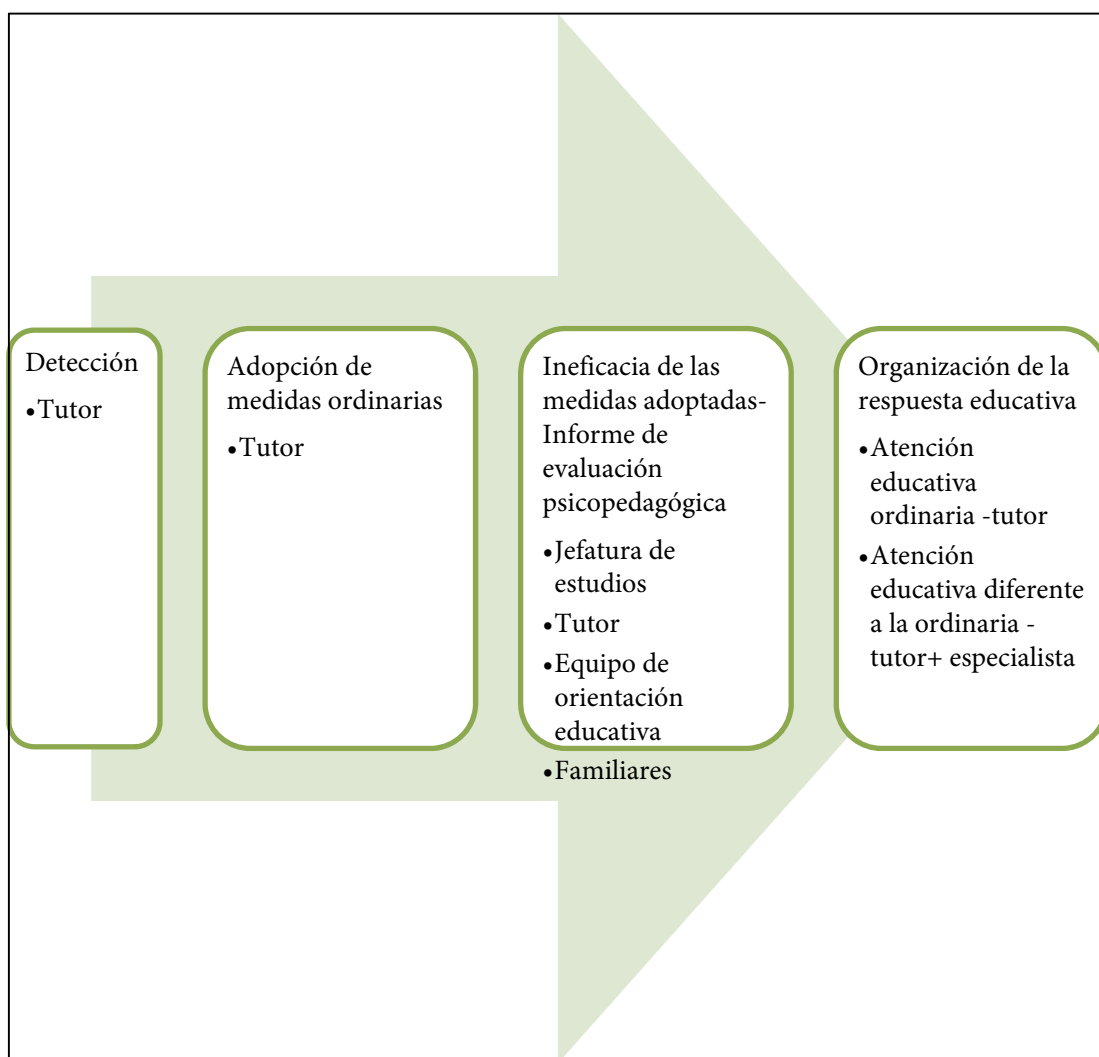 Detección
•Tutor
Adopción de
medidas ordinarias
•Tutor
Ineficacia de las
medidas adoptadas-
Informe de
evaluación
psicopedagógica
•Jefatura de
estudios
•Tutor
•Equipo de
orientación
educativa
•Familiares
Organización de la
respuesta educativa
•Atención
educativa
ordinaria -tutor
•Atención
educativa diferente
a la ordinaria -
tutor+ especialista